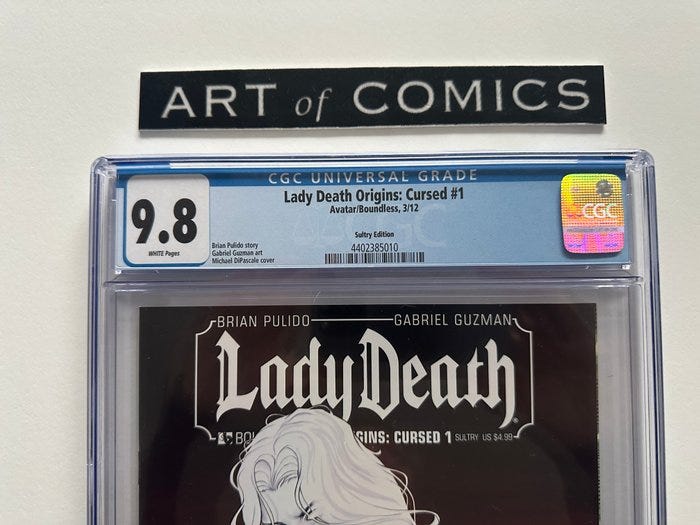 ART of COMICS
CGC UNIVERSAL GRADE
Lady Death Origins: Cursed #1
Avatar/Boundless, 3/12
9.8
WHITE Pages
Sultry Edition
4402385010
Brian Pulido story
Gabriel Guzman art
Michael DiPascale cover
CGC
BRIAN PULIDO GABRIEL GUZMAN
Lady Death
BO GINS: CURSED 1 SULTRY US $4.99